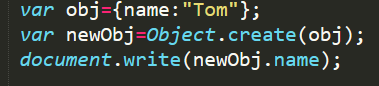 var obj={name:"Tom"};
var newObj=Object.create(obj);
document.write(newObj.name);